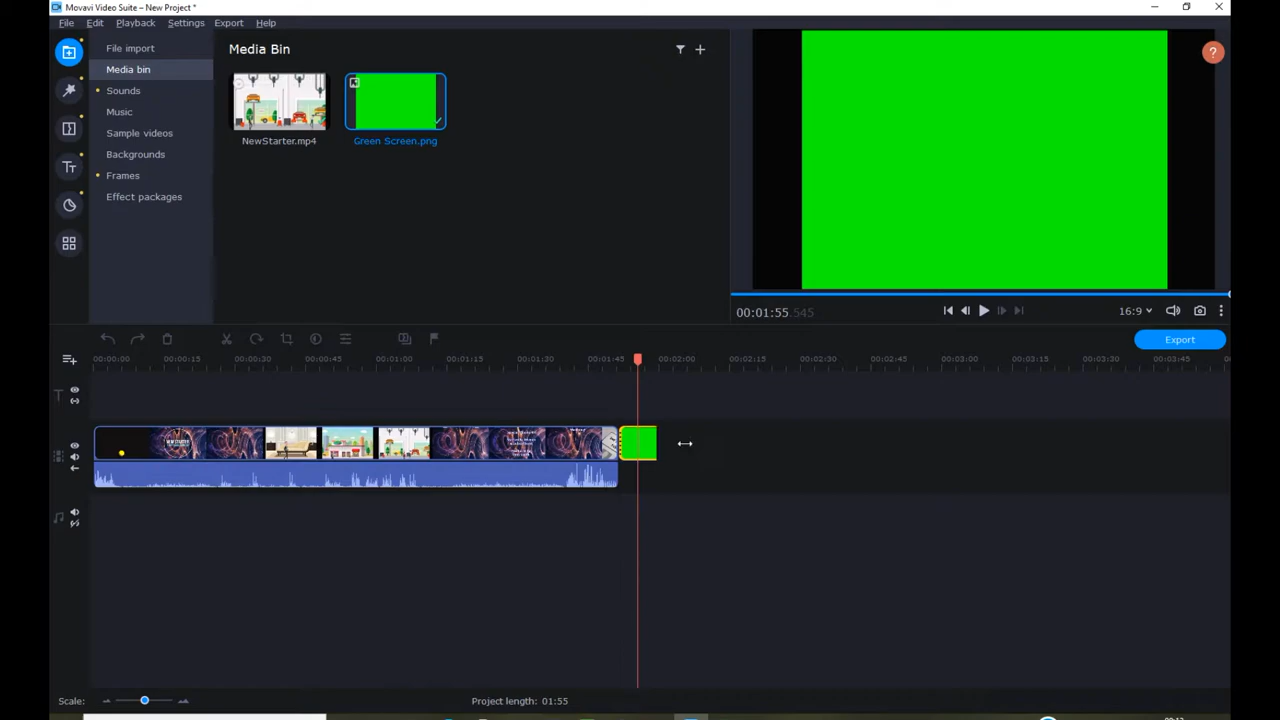 Movavi Video Suite – New Project *
File Edit Playback Settings Export Help
File import
Media bin
Sounds
Music
Sample videos
Backgrounds
Frames
Effect packages
Media Bin
NewStarter.mp4
Green Screen.png
?
00:01:55.545
16:9
Export
00:00:00 00:00:15 00:00:30 00:00:45 00:01:00 00:01:15 00:01:30 00:01:45 00:02:00 00:02:15 00:02:30 00:02:45 00:03:00 00:03:15 00:03:30 00:03:45
NEW STARTER
Scale:
Project length: 01:55